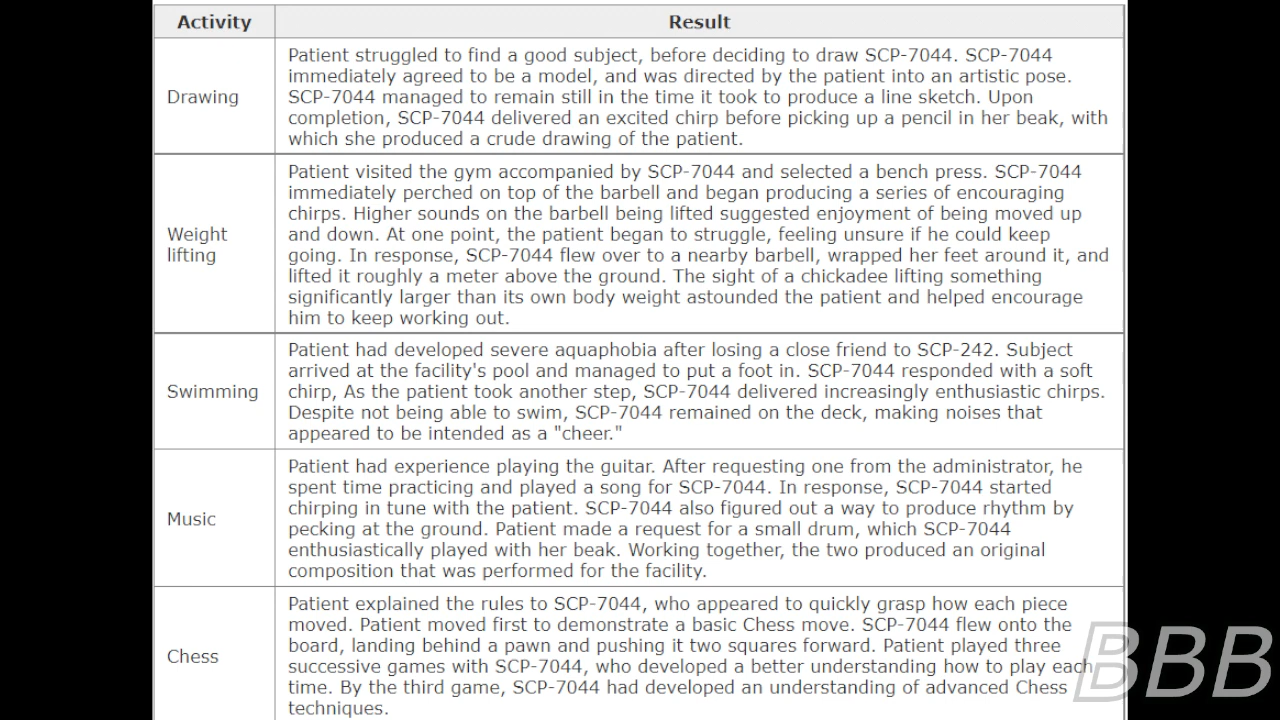 Activity
Result
Drawing
Patient struggled to find a good subject, before deciding to draw SCP-7044. SCP-7044
immediately agreed to be a model, and was directed by the patient into an artistic pose.
SCP-7044 managed to remain still in the time it took to produce a line sketch. Upon
completion, SCP-7044 delivered an excited chirp before picking up a pencil in her beak, with
which she produced a crude drawing of the patient.
Weight
lifting
Patient visited the gym accompanied by SCP-7044 and selected a bench press. SCP-7044
immediately perched on top of the barbell and began producing a series of encouraging
chirps. Higher sounds on the barbell being lifted suggested enjoyment of being moved up
and down. At one point, the patient began to struggle, feeling unsure if he could keep
going. In response, SCP-7044 flew over to a nearby barbell, wrapped her feet around it, and
lifted it roughly a meter above the ground. The sight of a chickadee lifting something
significantly larger than its own body weight astounded the patient and helped encourage
him to keep working out.
Swimming
Patient had developed severe aquaphobia after losing a close friend to SCP-242. Subject
arrived at the facility's pool and managed to put a foot in. SCP-7044 responded with a soft
chirp, As the patient took another step, SCP-7044 delivered increasingly enthusiastic chirps.
Despite not being able to swim, SCP-7044 remained on the deck, making noises that
appeared to be intended as a "cheer."
Music
Patient had experience playing the guitar. After requesting one from the administrator, he
spent time practicing and played a song for SCP-7044. In response, SCP-7044 started
chirping in tune with the patient. SCP-7044 also figured out a way to produce rhythm by
pecking at the ground. Patient made a request for a small drum, which SCP-7044
enthusiastically played with her beak. Working together, the two produced an original
composition that was performed for the facility.
Chess
Patient explained the rules to SCP-7044, who appeared to quickly grasp how each piece
moved. Patient moved first to demonstrate a basic Chess move. SCP-7044 flew onto the
board, landing behind a pawn and pushing it two squares forward. Patient played three
successive games with SCP-7044, who developed a better understanding how to play each
time. By the third game, SCP-7044 had developed an understanding of advanced Chess
techniques.
BBB